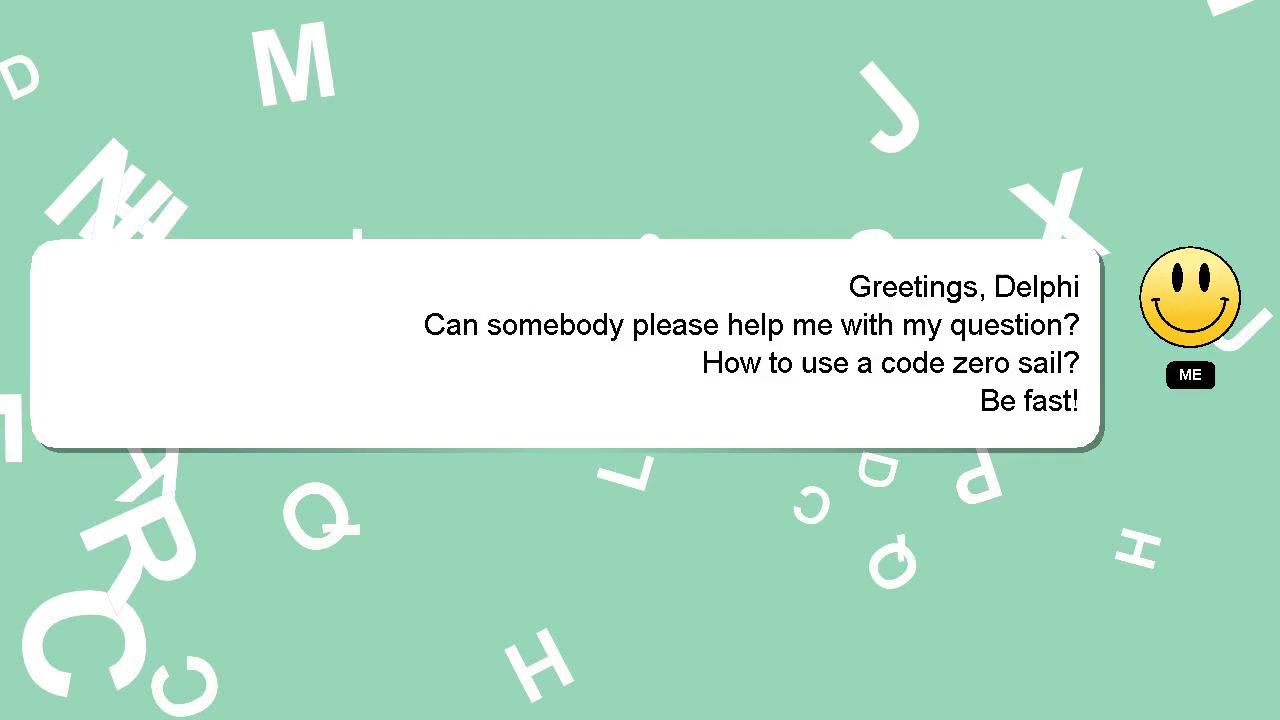 Greetings, Delphi
Can somebody please help me with my question?
How to use a code zero sail?
Be fast!
ME
D
M
J
N
E
X
J
L
R
C
C
Q
L
C
D
P
Q
H
H